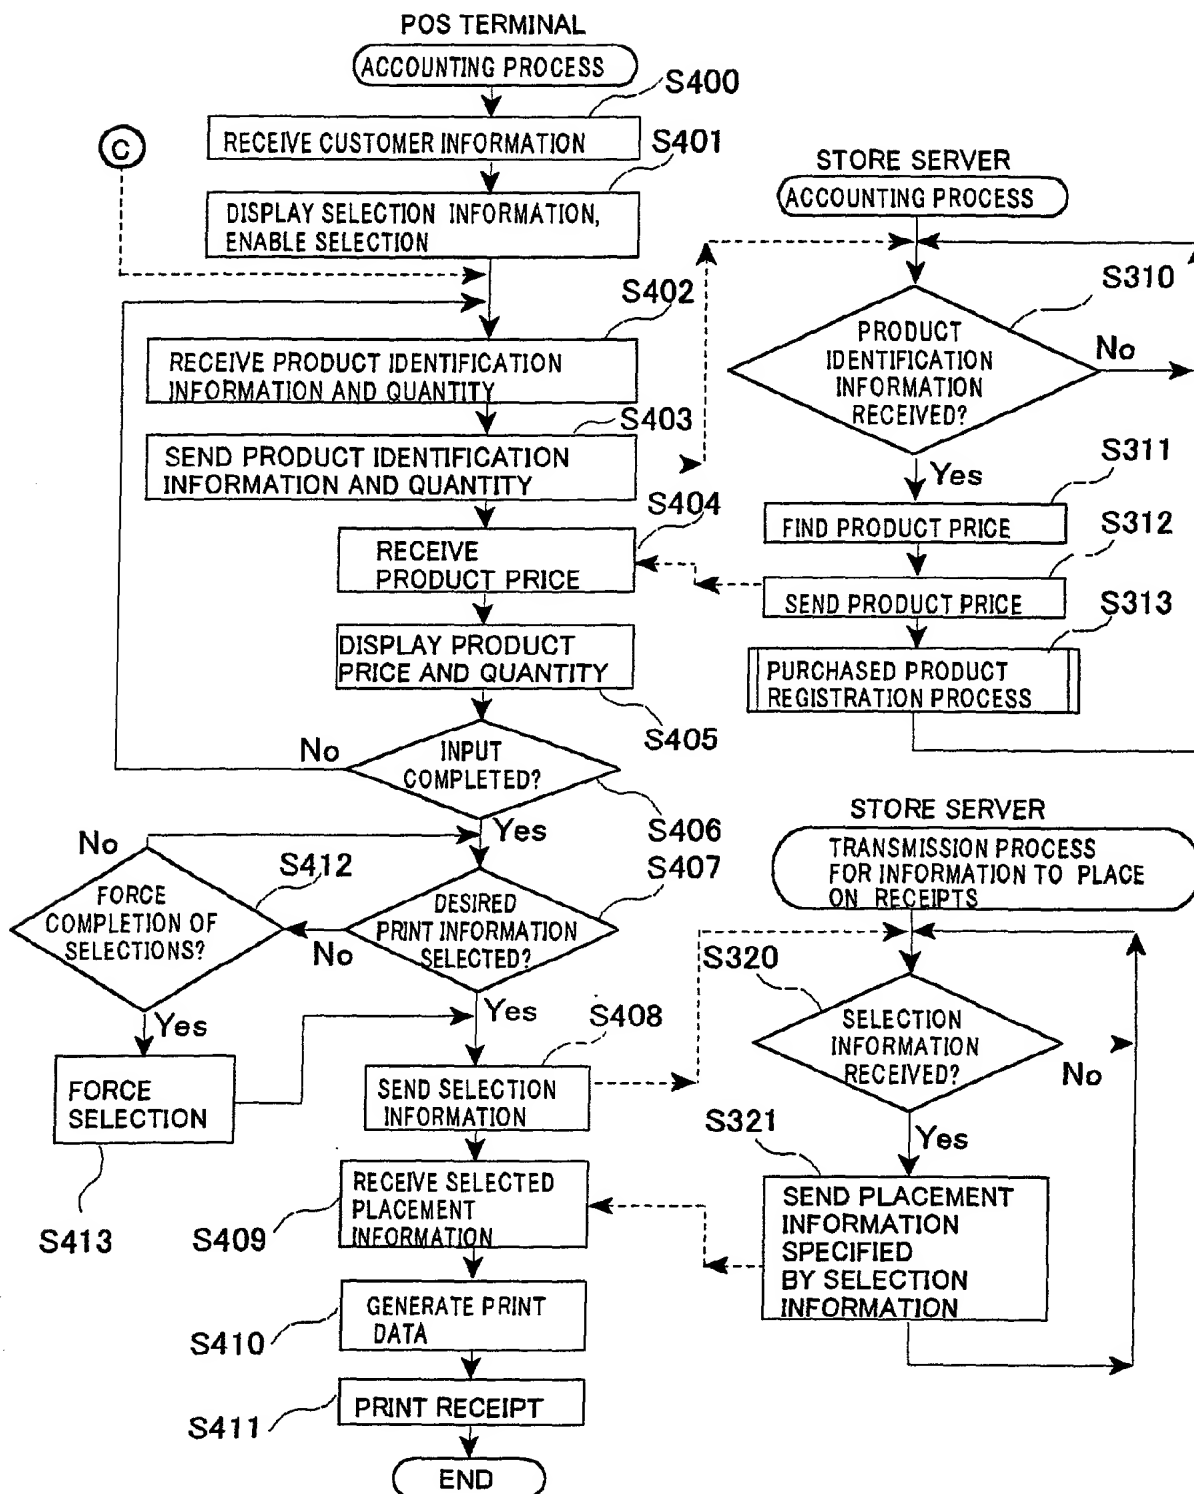 POS TERMINAL
ACCOUNTING PROCESS
S400
RECEIVE CUSTOMER INFORMATION
S401
C
DISPLAY SELECTION INFORMATION,
ENABLE SELECTION
S402
RECEIVE PRODUCT IDENTIFICATION
INFORMATION AND QUANTITY
S403
SEND PRODUCT IDENTIFICATION
INFORMATION AND QUANTITY
S404
RECEIVE
PRODUCT PRICE
DISPLAY PRODUCT
PRICE AND QUANTITY
S405
No
INPUT
COMPLETED?
S406
Yes
No
S412
FORCE
COMPLETION OF
SELECTIONS?
S407
DESIRED
PRINT INFORMATION
SELECTED?
No
Yes
Yes
S408
FORCE
SELECTION
S413
SEND SELECTION
INFORMATION
RECEIVE SELECTED
PLACEMENT
INFORMATION
S409
GENERATE PRINT
DATA
S410
PRINT RECEIPT
S411
END
STORE SERVER
ACCOUNTING PROCESS
S310
PRODUCT
IDENTIFICATION
INFORMATION
RECEIVED?
No
Yes
S311
FIND PRODUCT PRICE
S312
SEND PRODUCT PRICE
S313
PURCHASED PRODUCT
REGISTRATION PROCESS
STORE SERVER
TRANSMISSION PROCESS
FOR INFORMATION TO PLACE
ON RECEIPTS
S320
SELECTION
INFORMATION
RECEIVED?
No
S321
Yes
SEND PLACEMENT
INFORMATION
SPECIFIED
BY SELECTION
INFORMATION